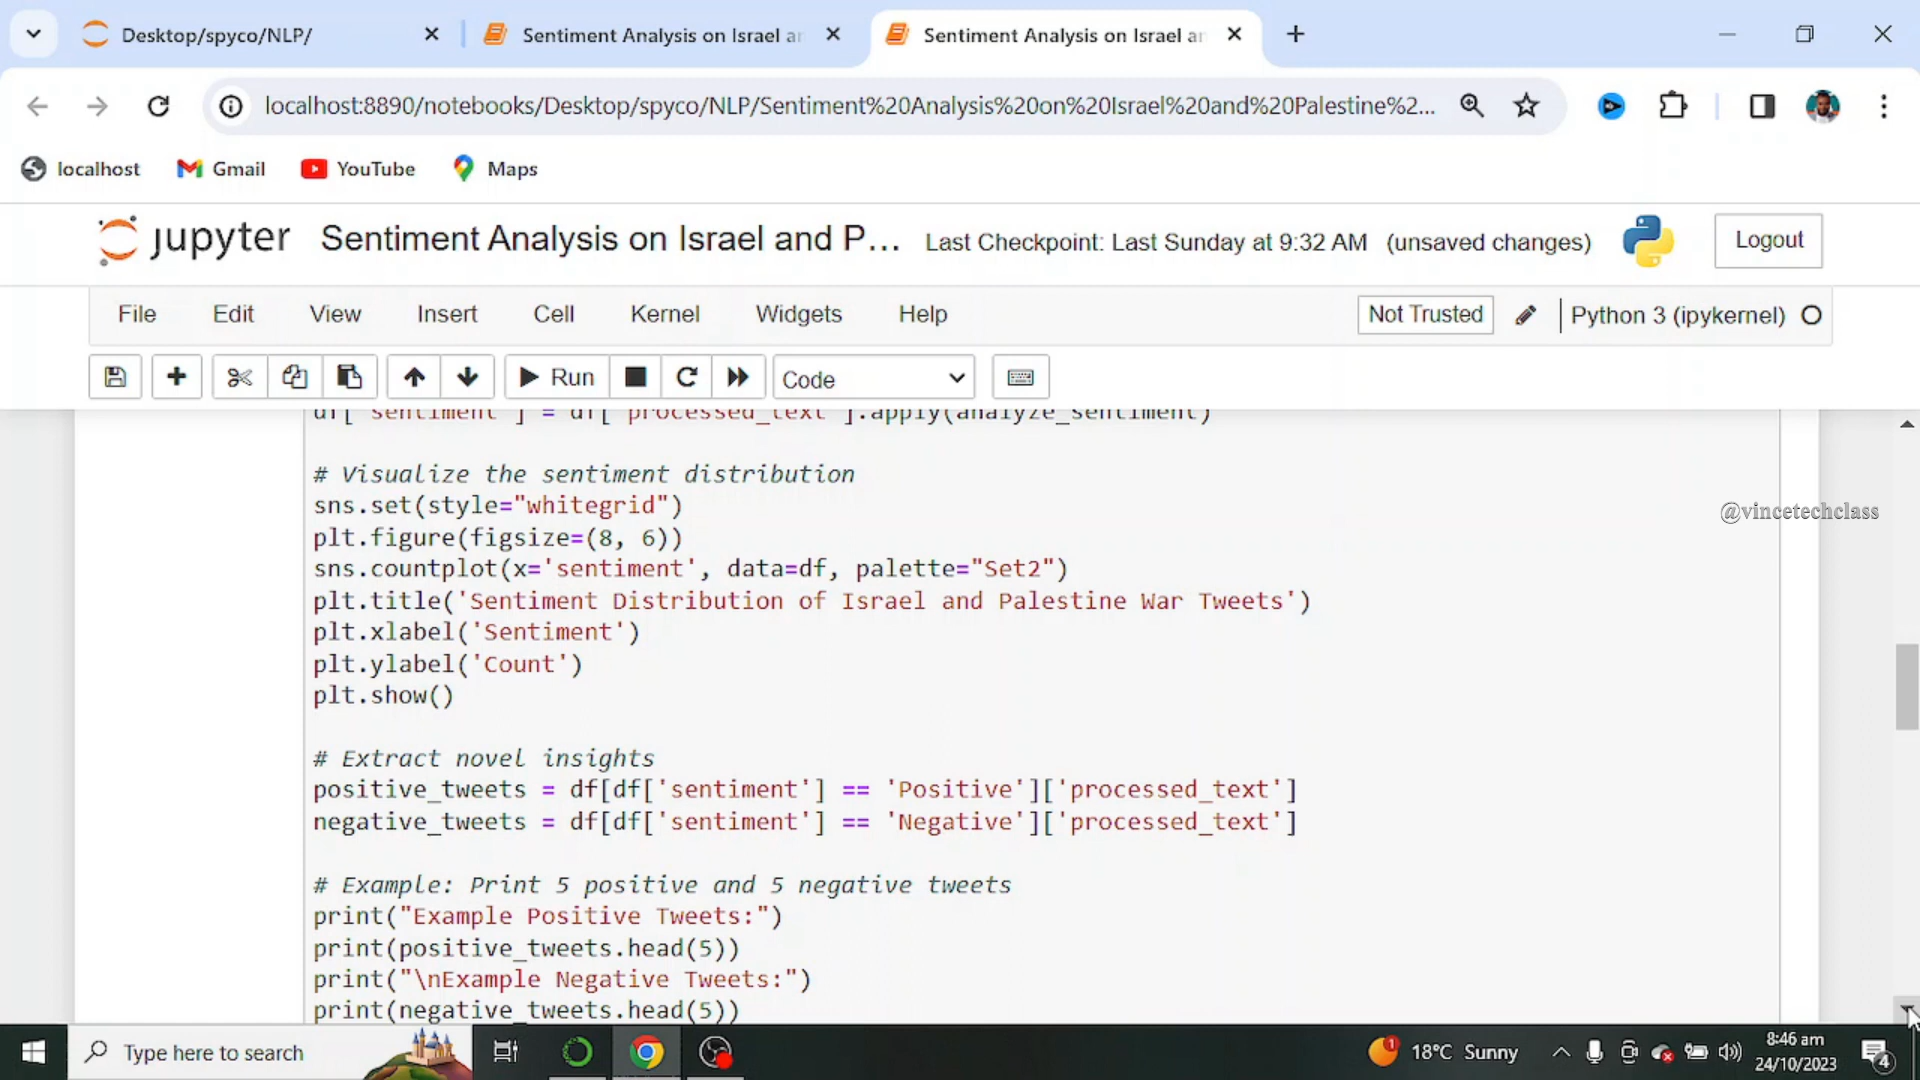 Desktop/spyco/NLP/
Sentiment Analysis on Israel ar
Sentiment Analysis on Israel ar
localhost:8890/notebooks/Desktop/spyco/NLP/Sentiment%20Analysis%20on%20Israel%20and%20Palestine%2...
localhost Gmail YouTube Maps
jupyter Sentiment Analysis on Israel and P... Last Checkpoint: Last Sunday at 9:32 AM (unsaved changes) Logout
File Edit View Insert Cell Kernel Widgets Help Not Trusted Python 3 (ipykernel)
Run Code
df['sentiment'] = df['processed_text'].apply(analyze_sentiment)
# Visualize the sentiment distribution
sns.set(style="whitegrid")
@vincetechclass
plt.figure(figsize=(8, 6))
sns.countplot(x='sentiment', data=df, palette="Set2")
plt.title('Sentiment Distribution of Israel and Palestine War Tweets')
plt.xlabel('Sentiment')
plt.ylabel('Count')
plt.show()
# Extract novel insights
positive_tweets = df[df['sentiment'] == 'Positive']['processed_text']
negative_tweets = df[df['sentiment'] == 'Negative']['processed_text']
# Example: Print 5 positive and 5 negative tweets
print("Example Positive Tweets:")
print(positive_tweets.head(5))
print("\nExample Negative Tweets:")
print(negative_tweets.head(5))
Type here to search
1
18°C Sunny
8:46 am
24/10/2023
4